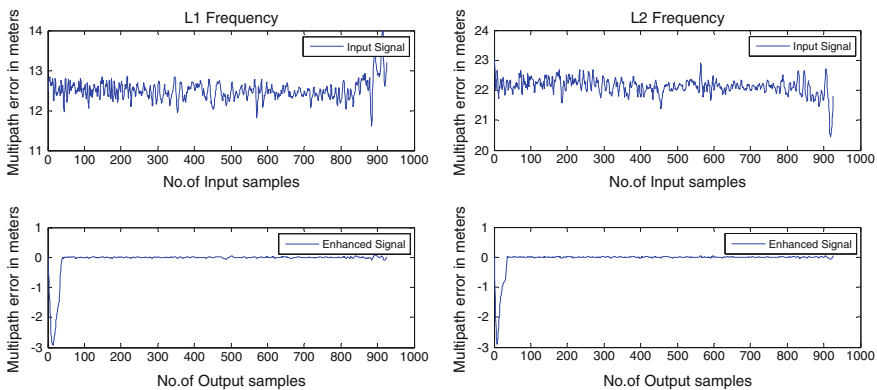 L1 Frequency
Multipath error in meters
14
13
12
11
Input Signal
0 100 200 300 400 500 600 700 800 900 1000
No.of Input samples
L2 Frequency
Multipath error in meters
24
23
22
21
20
Input Signal
0 100 200 300 400 500 600 700 800 900 1000
No.of Input samples
Multipath error in meters
1
0
-1
-2
-3
Enhanced Signal
0 100 200 300 400 500 600 700 800 900 1000
No.of Output samples
Multipath error in meters
1
0
-1
-2
-3
Enhanced Signal
0 100 200 300 400 500 600 700 800 900 1000
No.of Output samples